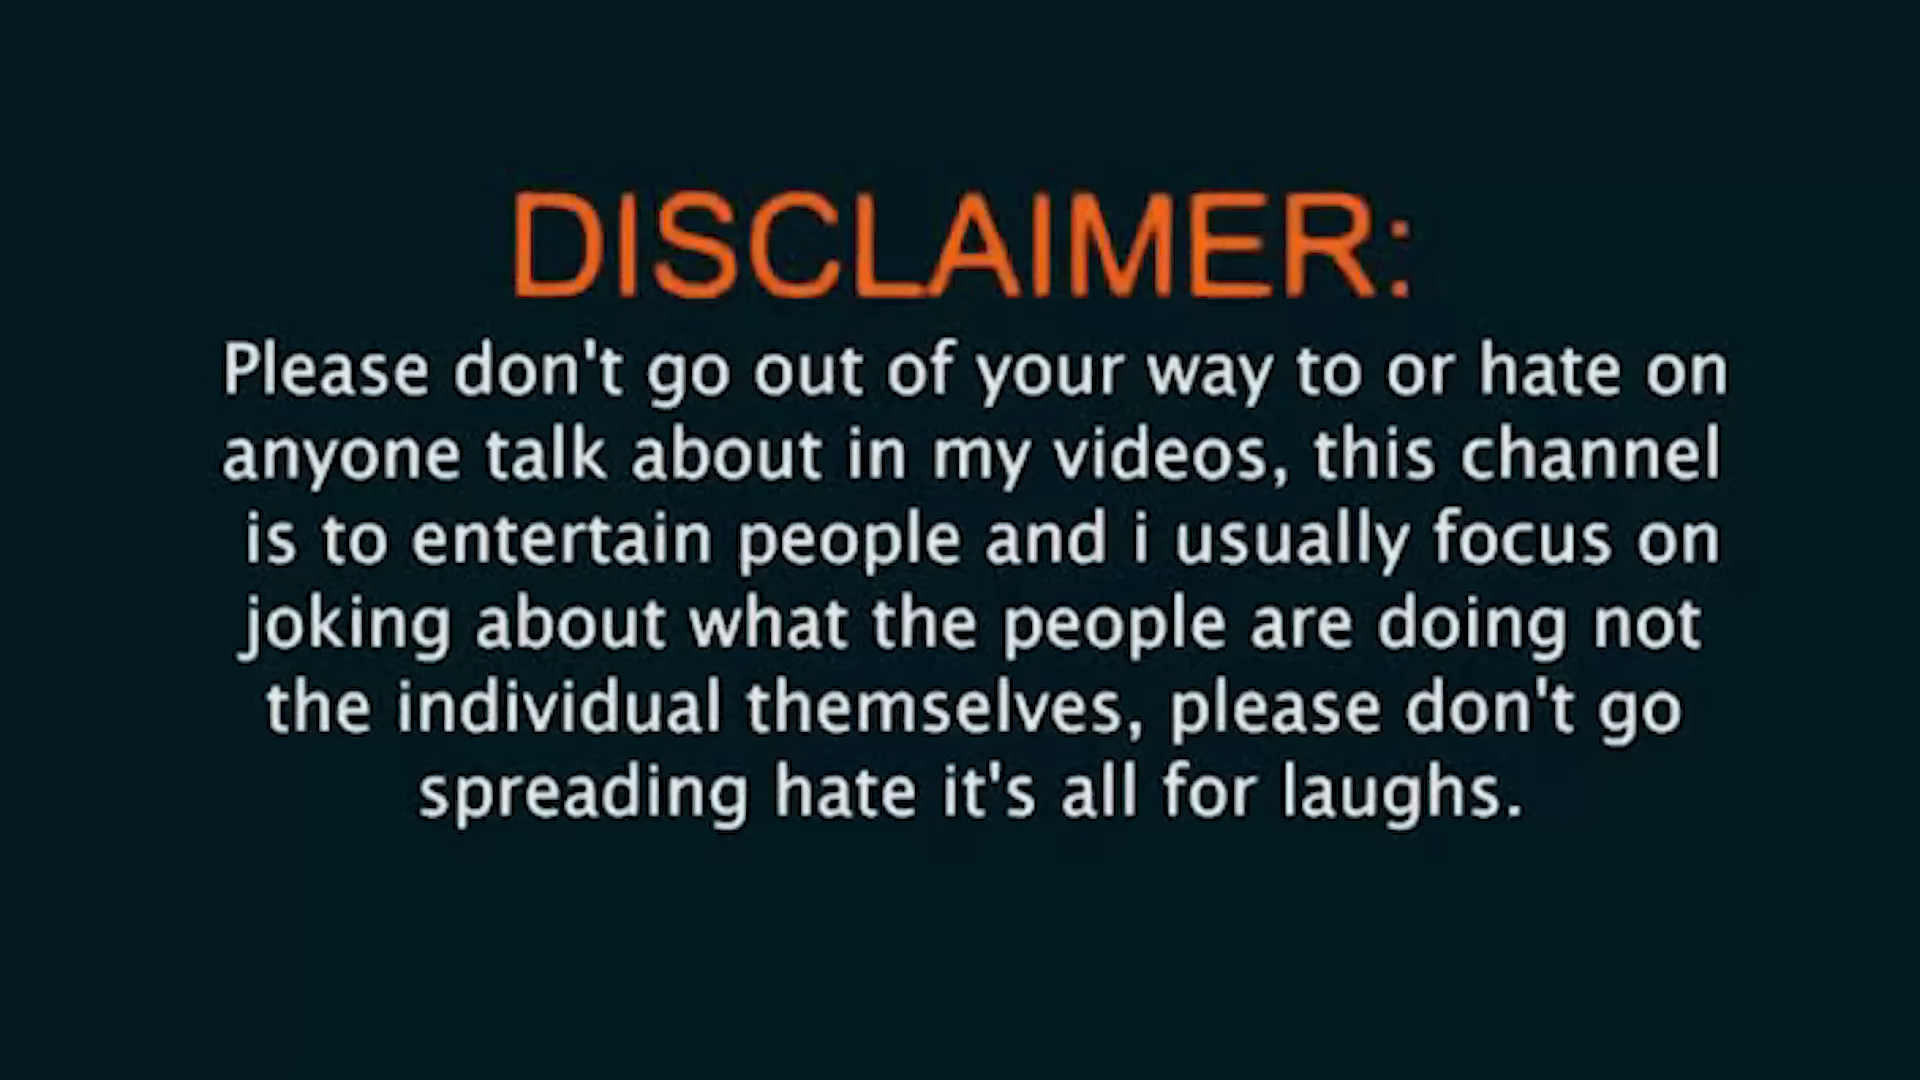 DISCLAIMER:
Please don't go out of your way to or hate on
anyone talk about in my videos, this channel
is to entertain people and i usually focus on
joking about what the people are doing not
the individual themselves, please don't go
spreading hate it's all for laughs.